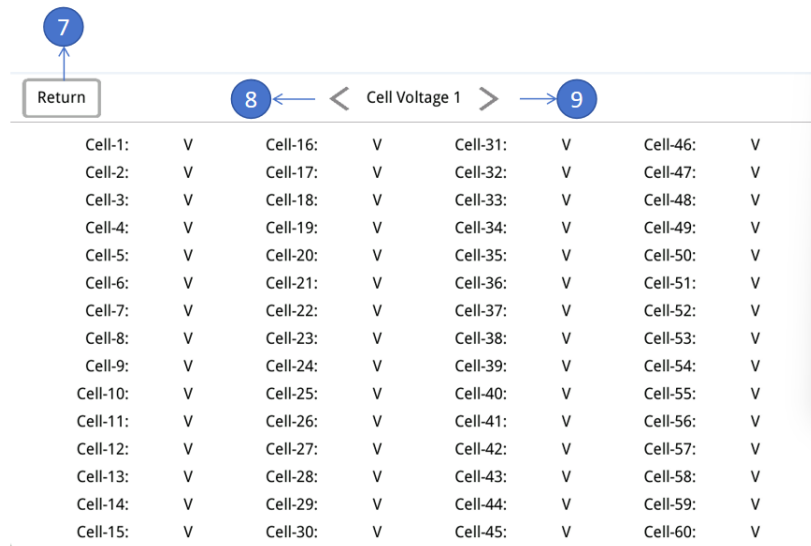 7
Return 8 Cell Voltage 1 9
Cell-1: V Cell-16: V Cell-31: V Cell-46: V
Cell-2: V Cell-17: V Cell-32: V Cell-47: V
Cell-3: V Cell-18: V Cell-33: V Cell-48: V
Cell-4: V Cell-19: V Cell-34: V Cell-49: V
Cell-5: V Cell-20: V Cell-35: V Cell-50: V
Cell-6: V Cell-21: V Cell-36: V Cell-51: V
Cell-7: V Cell-22: V Cell-37: V Cell-52: V
Cell-8: V Cell-23: V Cell-38: V Cell-53: V
Cell-9: V Cell-24: V Cell-39: V Cell-54: V
Cell-10: V Cell-25: V Cell-40: V Cell-55: V
Cell-11: V Cell-26: V Cell-41: V Cell-56: V
Cell-12: V Cell-27: V Cell-42: V Cell-57: V
Cell-13: V Cell-28: V Cell-43: V Cell-58: V
Cell-14: V Cell-29: V Cell-44: V Cell-59: V
Cell-15: V Cell-30: V Cell-45: V Cell-60: V